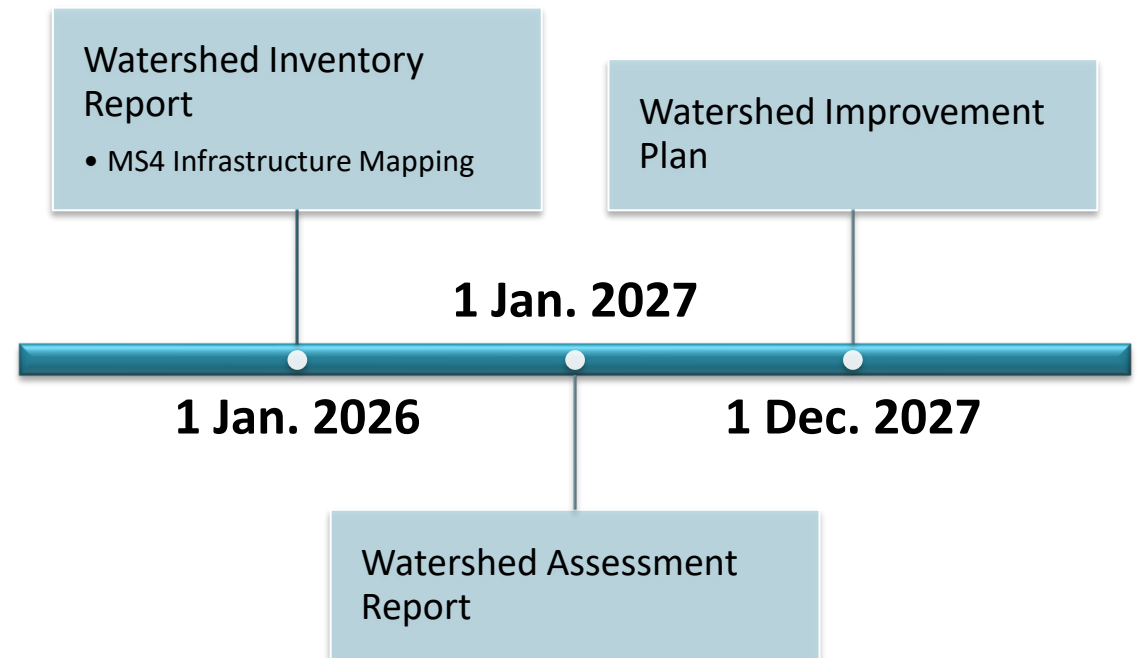 Watershed Inventory
Report
• MS4 Infrastructure Mapping
Watershed Improvement
Plan
1 Jan. 2027
1 Jan. 2026
1 Dec. 2027
Watershed Assessment
Report